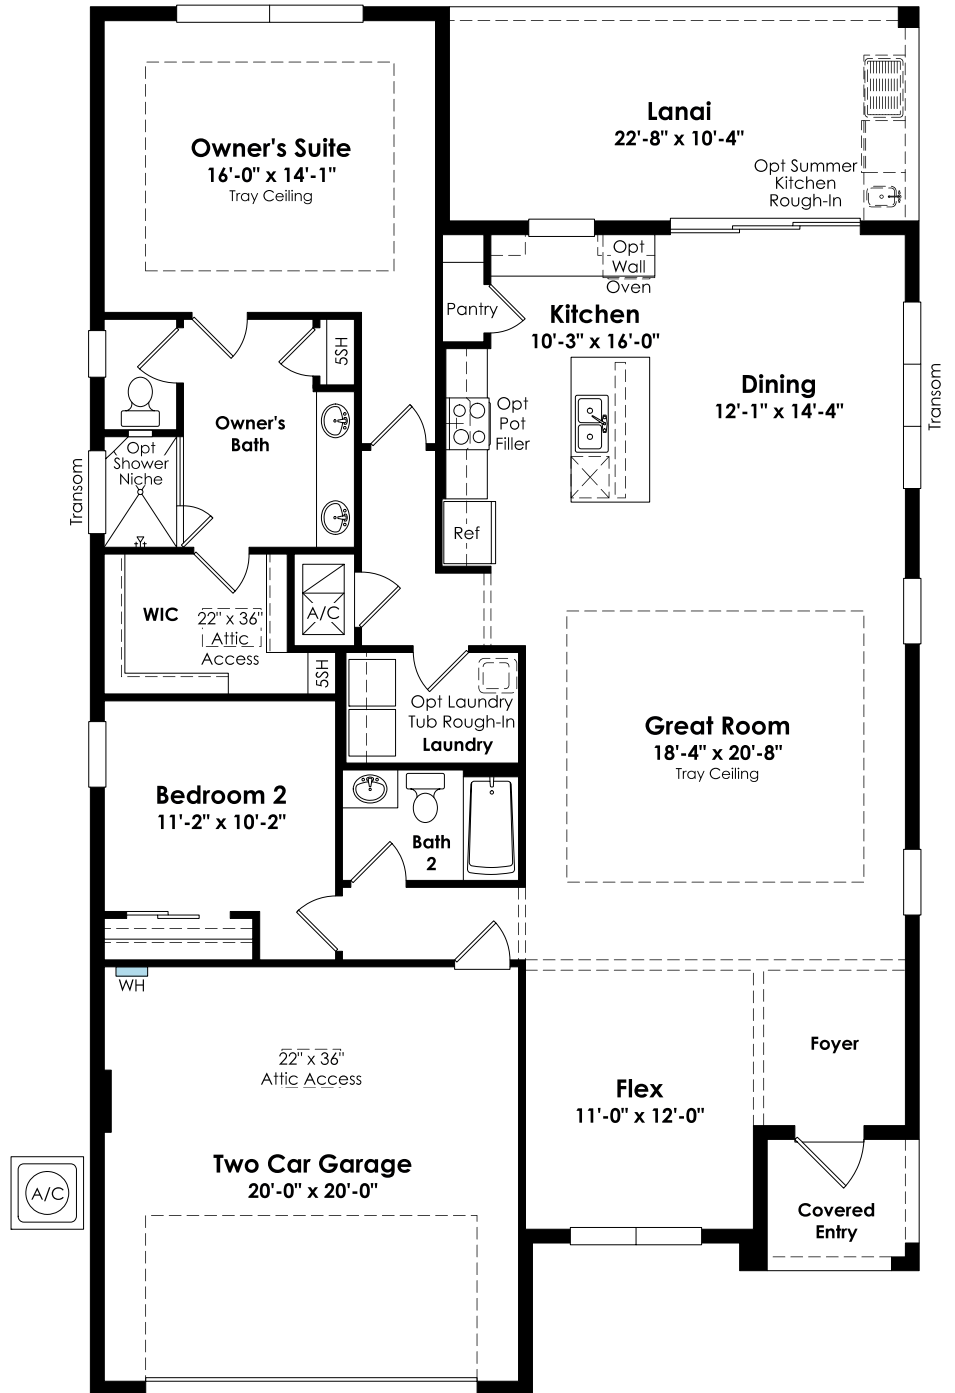 Owner's Suite
16'-0" x 14'-1"
Tray Ceiling
Lanai
22'-8" x 10'-4"
Opt Summer
Kitchen
Rough-In
Opt
Wall
Oven
Pantry
Kitchen
10'-3" x 16'-0"
5SH
Dining
12'-1" x 14'-4"
Transom
Opt
Pot
Filler
Owner's
Bath
Opt
Shower
Niche
Transom
Ref
WIC
22" x 36"
Attic
Access
A/C
5SH
Opt Laundry
Tub Rough-In
Laundry
Great Room
18'-4" x 20'-8"
Tray Ceiling
Bedroom 2
11'-2" x 10'-2"
Bath
2
WH
22" x 36"
Attic Access
Foyer
Flex
11'-0" x 12'-0"
Two Car Garage
20'-0" x 20'-0"
A/C
Covered
Entry